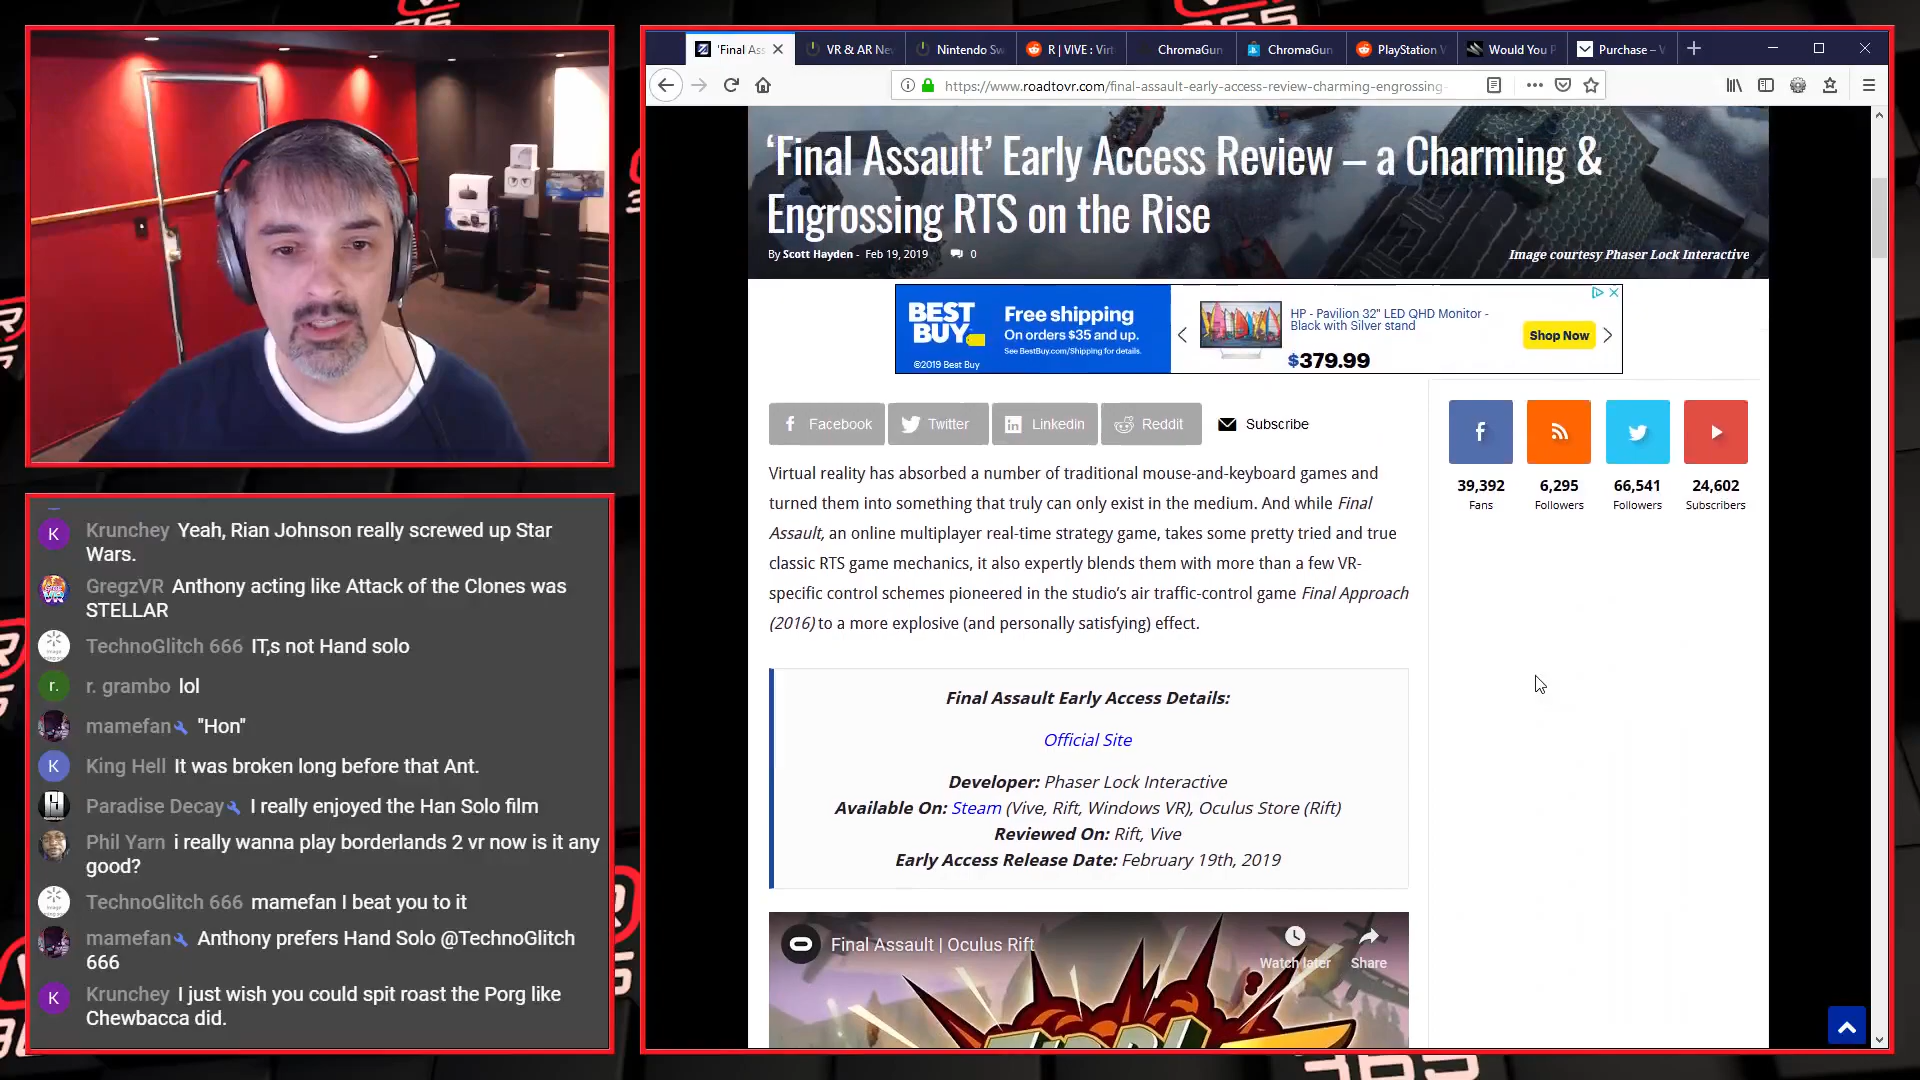 'Final Ass
VR & AR Ne
Nintendo Sw
R | VIVE : Virt
ChromaGun
ChromaGun
PlayStation V
Would You P
Purchase – V
https://www.roadtovr.com/final-assault-early-access-review-charming-engrossing-
'Final Assault' Early Access Review – a Charming &
Engrossing RTS on the Rise
By Scott Hayden - Feb 19, 2019 0
Image courtesy Phaser Lock Interactive
BEST
BUY
©2019 Best Buy
Free shipping
On orders $35 and up.
See BestBuy.com/Shipping for details.
HP - Pavilion 32" LED QHD Monitor -
Black with Silver stand
$379.99
Shop Now
Facebook
Twitter
Linkedin
Reddit
Subscribe
39,392
Fans
6,295
Followers
66,541
Followers
24,602
Subscribers
Virtual reality has absorbed a number of traditional mouse-and-keyboard games and
turned them into something that truly can only exist in the medium. And while Final
Assault, an online multiplayer real-time strategy game, takes some pretty tried and true
classic RTS game mechanics, it also expertly blends them with more than a few VR-
specific control schemes pioneered in the studio's air traffic-control game Final Approach
(2016) to a more explosive (and personally satisfying) effect.
Final Assault Early Access Details:
Official Site
Developer: Phaser Lock Interactive
Available On: Steam (Vive, Rift, Windows VR), Oculus Store (Rift)
Reviewed On: Rift, Vive
Early Access Release Date: February 19th, 2019
Final Assault | Oculus Rift
Watch later
Share
K
Krunchey Yeah, Rian Johnson really screwed up Star
Wars.
GregzVR Anthony acting like Attack of the Clones was
STELLAR
TechnoGlitch 666 IT,s not Hand solo
r.
r. grambo lol
mamefan "Hon"
K
King Hell It was broken long before that Ant.
Paradise Decay I really enjoyed the Han Solo film
Phil Yarn i really wanna play borderlands 2 vr now is it any
good?
TechnoGlitch 666 mamefan I beat you to it
mamefan Anthony prefers Hand Solo @TechnoGlitch
666
K
Krunchey I just wish you could spit roast the Porg like
Chewbacca did.